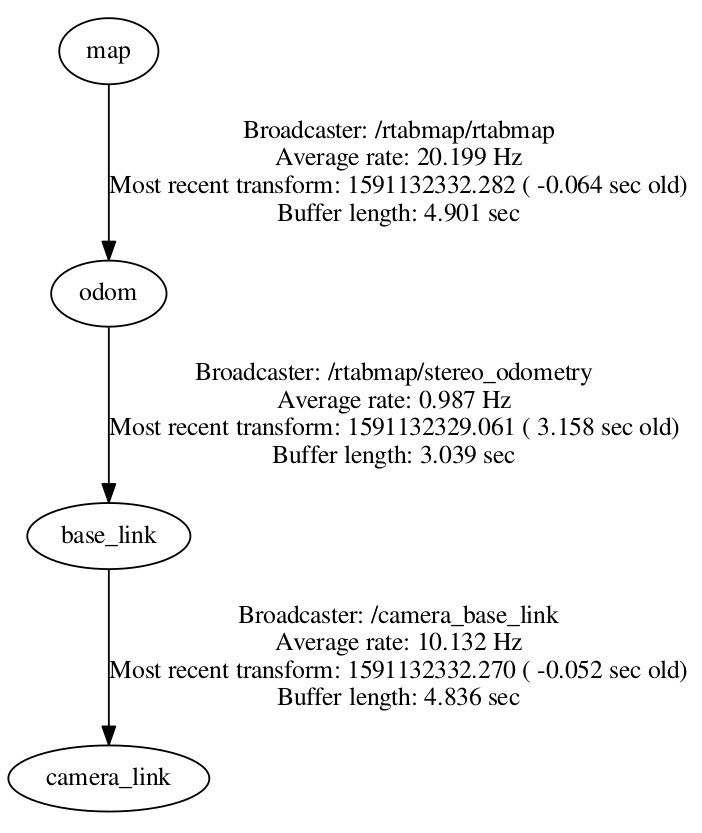 map
Broadcaster: /rtabmap/rtabmap
Average rate: 20.199 Hz
Most recent transform: 1591132332.282 ( -0.064 sec old)
Buffer length: 4.901 sec
odom
Broadcaster: /rtabmap/stereo_odometry
Average rate: 0.987 Hz
Most recent transform: 1591132329.061 ( 3.158 sec old)
Buffer length: 3.039 sec
base_link
Broadcaster: /camera_base_link
Average rate: 10.132 Hz
Most recent transform: 1591132332.270 ( -0.052 sec old)
Buffer length: 4.836 sec
camera_link